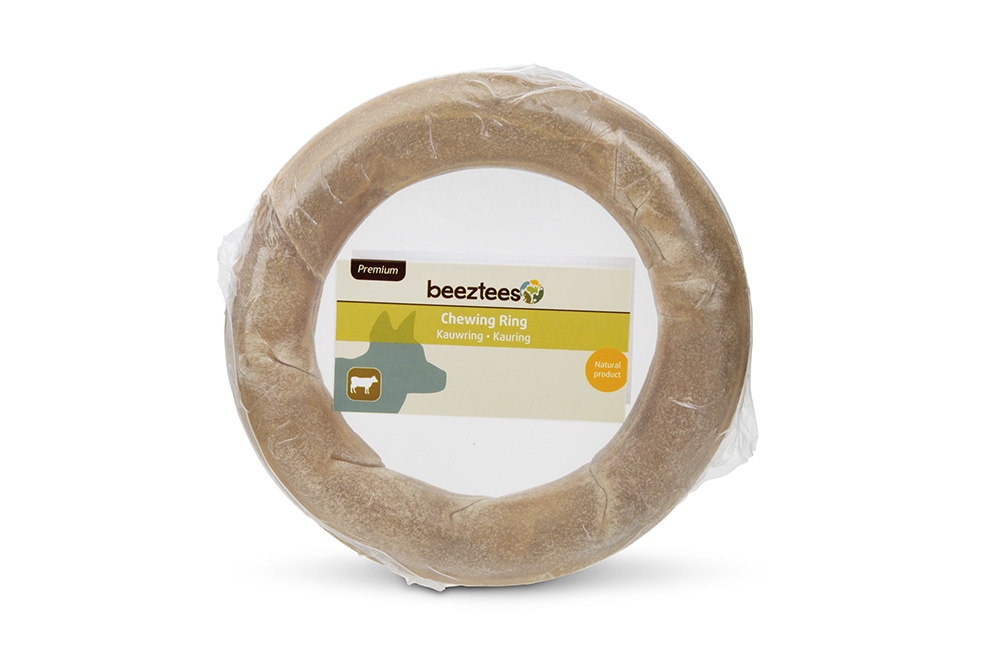 Premium
beeztees
Chewing Ring
Kauwring • Kauring
Natural
product